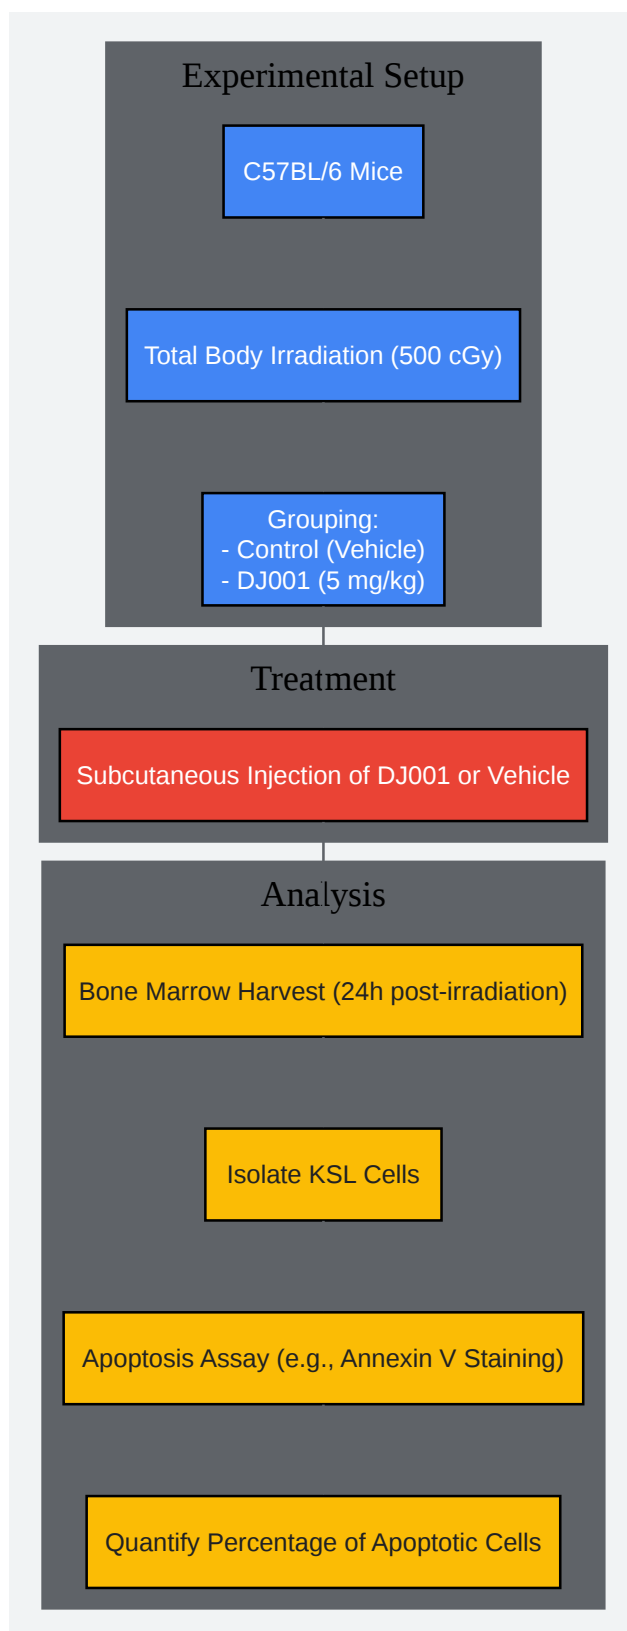 Experimental Setup
C57BL/6 Mice
Total Body Irradiation (500 cGy)
Grouping:
- Control (Vehicle)
- DJ001 (5 mg/kg)
Treatment
Subcutaneous Injection of DJ001 or Vehicle
Analysis
Bone Marrow Harvest (24h post-irradiation)
Isolate KSL Cells
Apoptosis Assay (e.g., Annexin V Staining)
Quantify Percentage of Apoptotic Cells